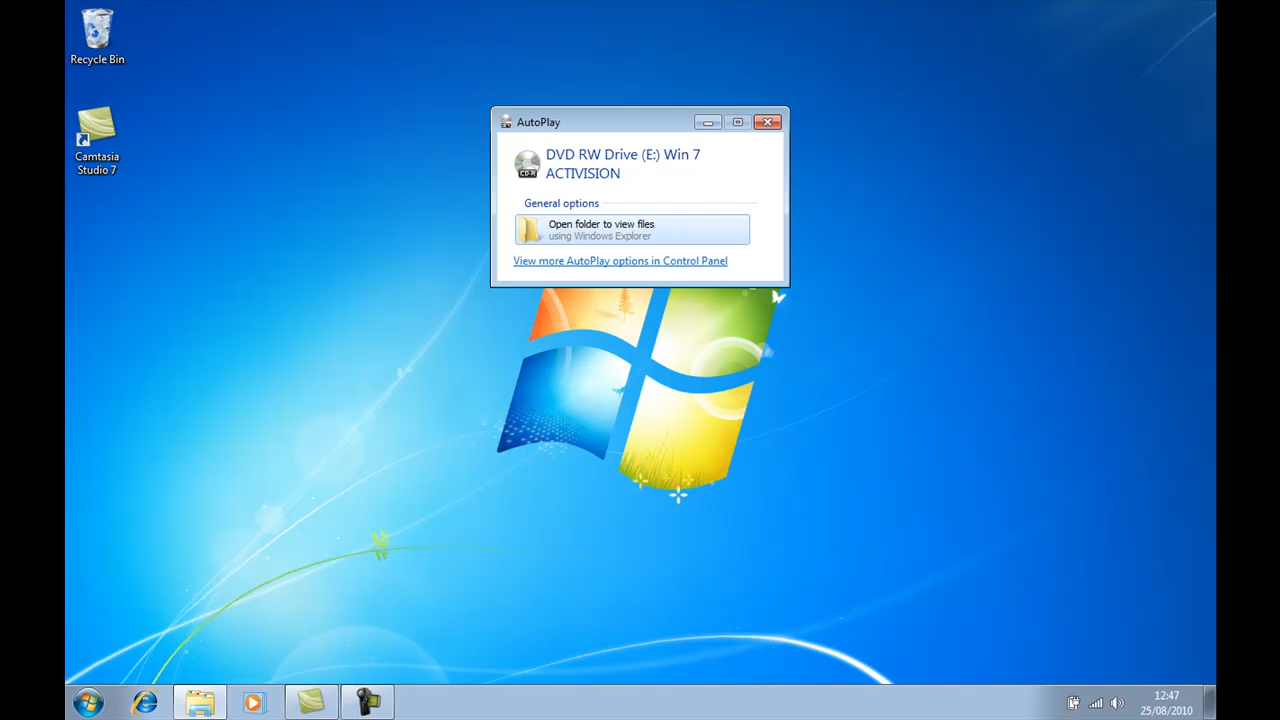 Recycle Bin
Camtasia
Studio 7
AutoPlay
DVD RW Drive (E:) Win 7
ACTIVISION
CD-R
General options
Open folder to view files
using Windows Explorer
View more AutoPlay options in Control Panel
12:47
25/08/2010